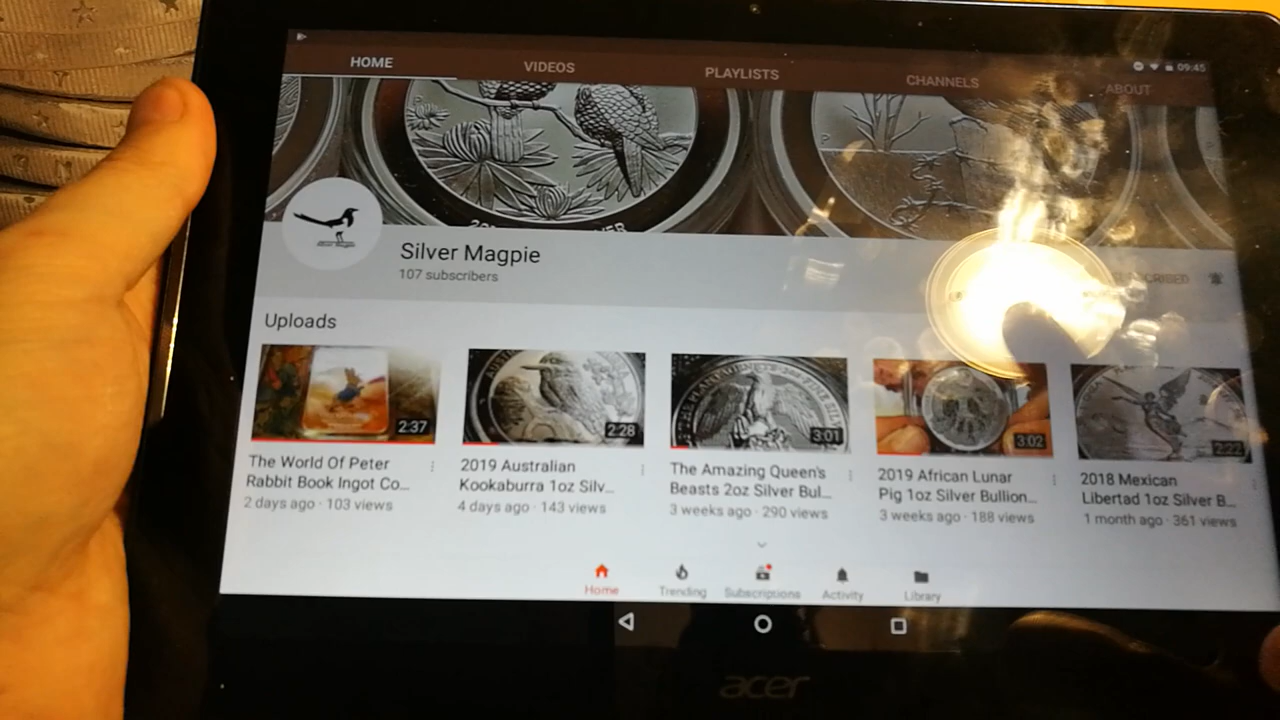 09:45
HOME VIDEOS PLAYLISTS CHANNELS ABOUT
Silver Magpie
107 subscribers
Uploads
2:37 2:28 3:01 3:02 2:22
The World Of Peter
Rabbit Book Ingot Co...
2 days ago · 103 views
2019 Australian
Kookaburra 1oz Silv...
4 days ago · 143 views
The Amazing Queen's
Beasts 2oz Silver Bul...
3 weeks ago · 290 views
2019 African Lunar
Pig 1oz Silver Bullion...
3 weeks ago · 188 views
2018 Mexican
Libertad 1oz Silver B...
1 month ago · 361 views
Home Trending Subscriptions Activity Library
acer